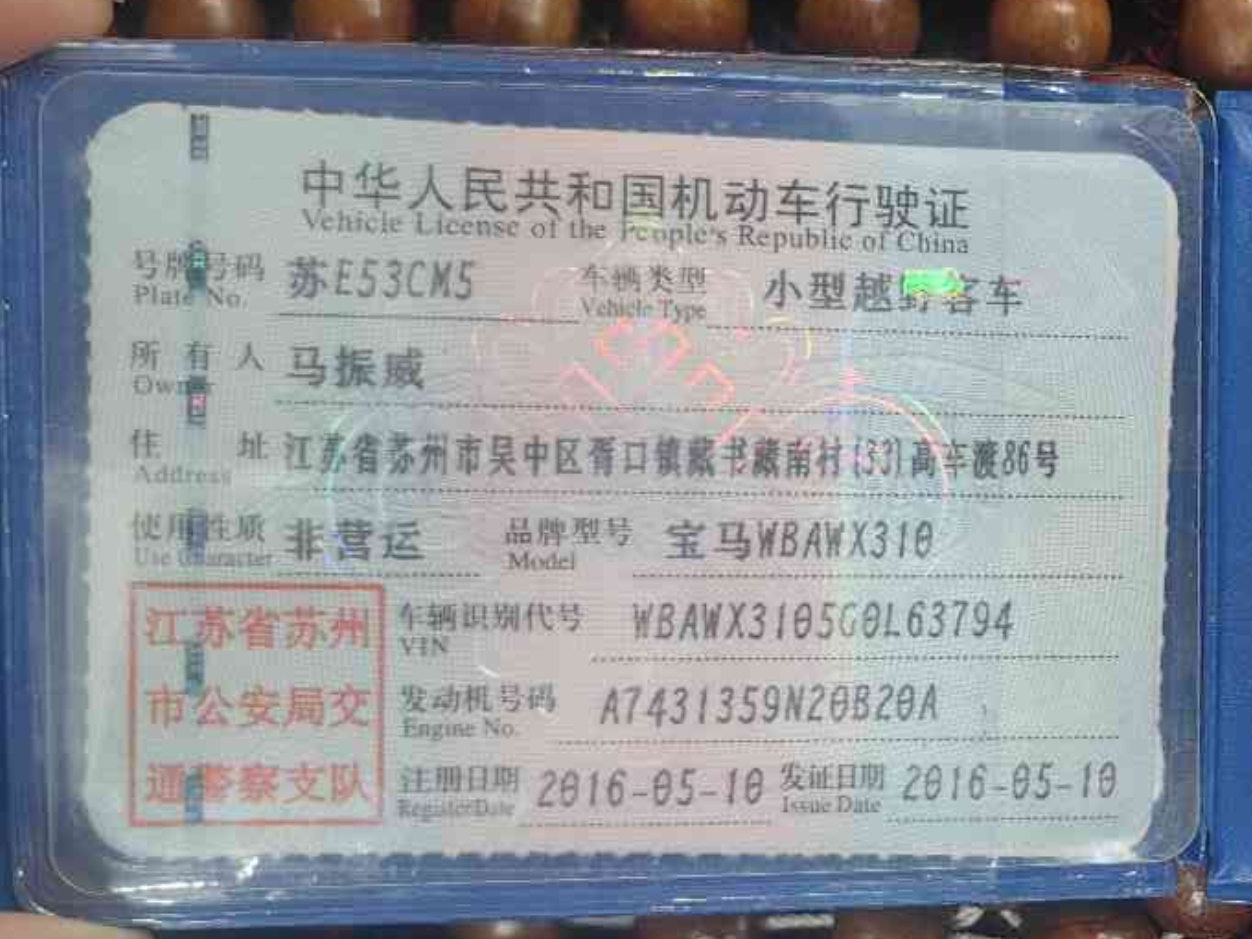 中华人民共和国机动车行驶证
Vehicle License of the People's Republic of China
号牌号码 苏E53CM5 车辆类型 小型越野客车
Plate No. Vehicle Type
所有人 马振威
Owner
住址 江苏省苏州市吴中区胥口镇藏书藏南村(33)高车渡86号
Address
使用性质 非营运 品牌型号 宝马WBAWX310
Use Character Model
江苏省苏州 车辆识别代号 WBAWX3105G0L63794
VIN
市公安局交 发动机号码 A7431359N20B20A
Engine No.
通警察支队 注册日期 2016-05-10 发证日期 2016-05-10
Register Date Issue Date